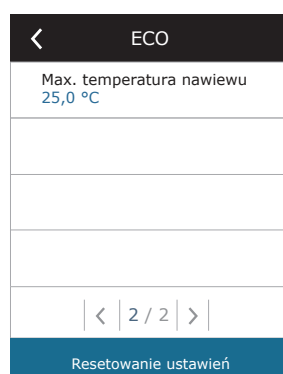 ECO
Max. temperatura nawiewu
25,0 °C
2 / 2
Resetowanie ustawień